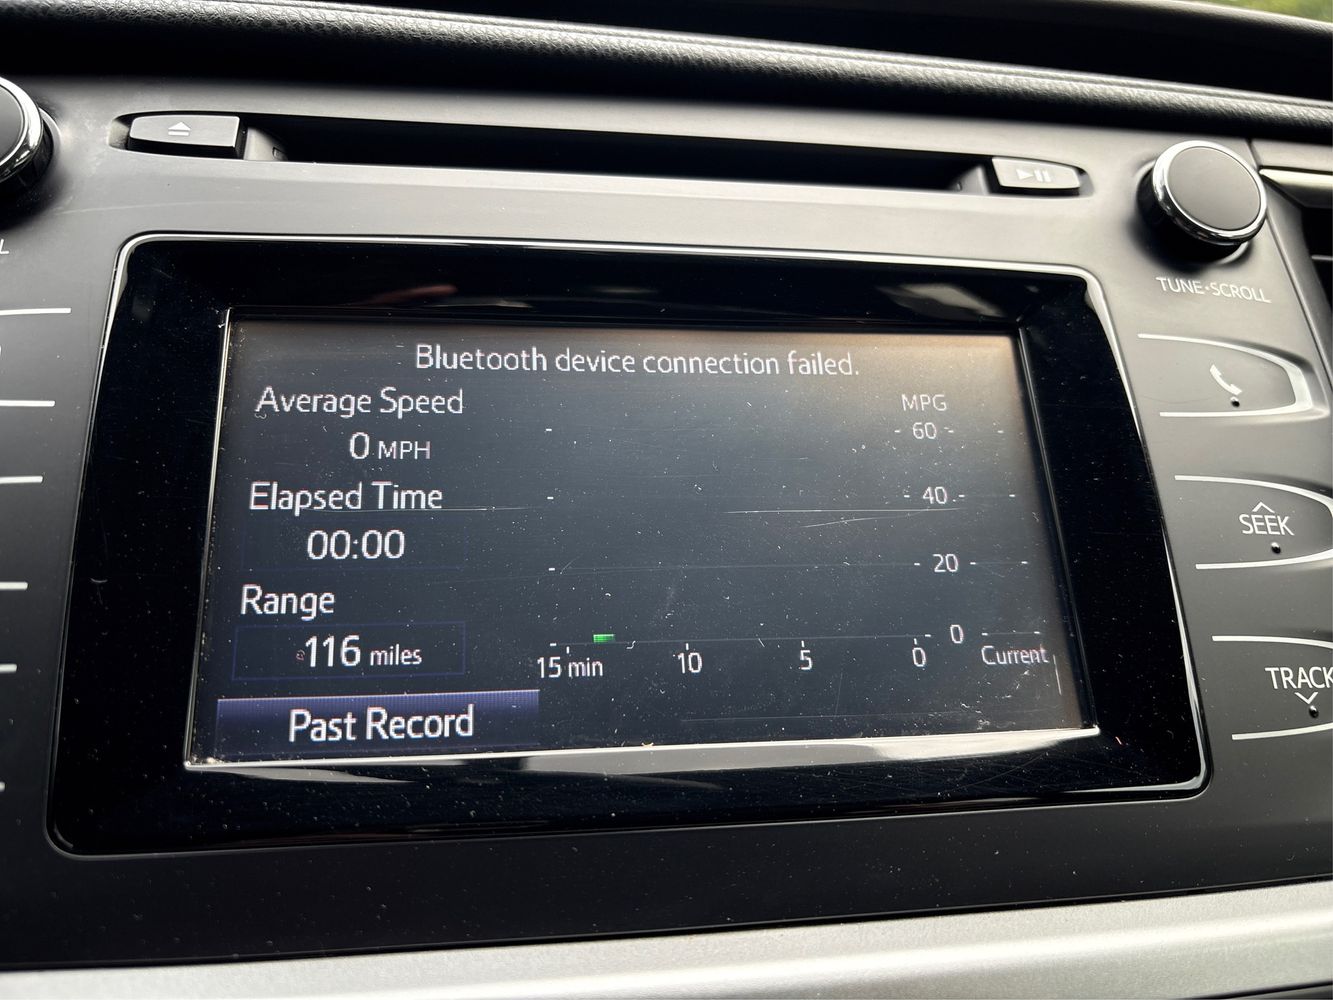 Bluetooth device connection failed.
Average Speed
0 MPH
Elapsed Time
00:00
Range
116 miles
Past Record
MPG
60
40
20
0
15 min
10
5
0
Current
TUNE·SCROLL
SEEK
TRACK